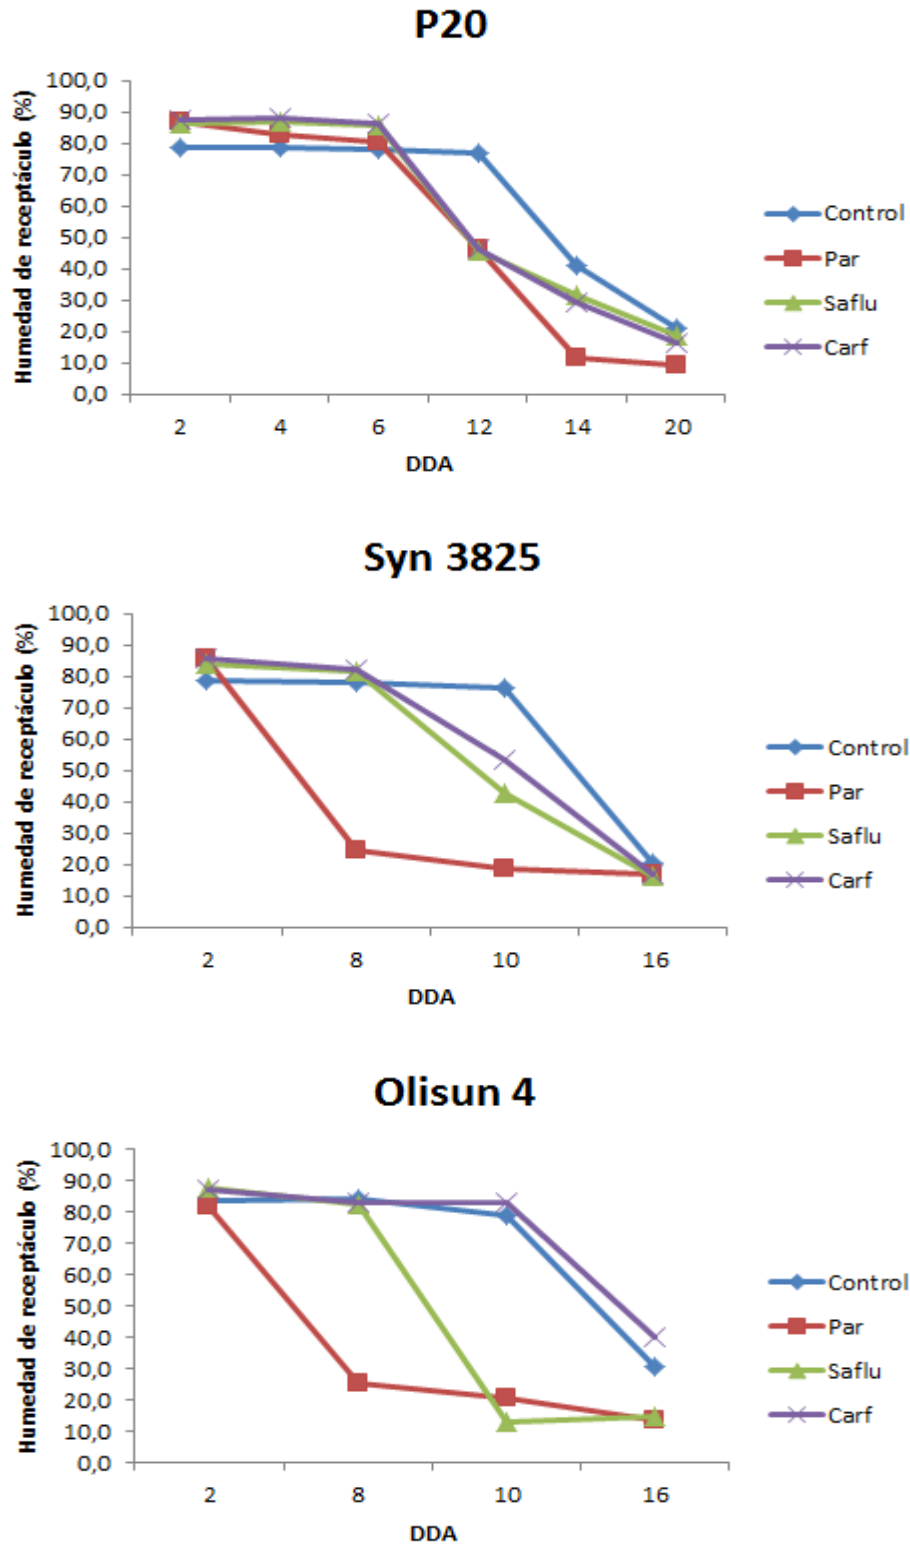 P20
Humedad de receptáculo (%)
100,0
90,0
80,0
70,0
60,0
50,0
40,0
30,0
20,0
10,0
0,0
2 4 6 12 14 20
DDA
Control
Par
Saflu
Carf
Syn 3825
Humedad de receptáculo (%)
100,0
90,0
80,0
70,0
60,0
50,0
40,0
30,0
20,0
10,0
0,0
2 8 10 16
DDA
Control
Par
Saflu
Carf
Olisun 4
Humedad de receptáculo (%)
100,0
90,0
80,0
70,0
60,0
50,0
40,0
30,0
20,0
10,0
0,0
2 8 10 16
DDA
Control
Par
Saflu
Carf